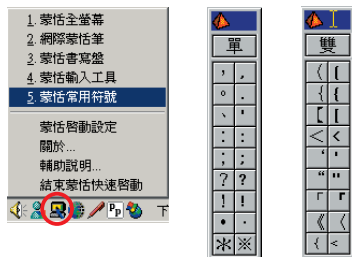 1. 蒙恬主螢幕
2. 網際蒙恬筆
3. 蒙恬書寫盤
4. 蒙恬輸入工具
5. 蒙恬常用符號
蒙恬啟動設定
關於...
輔助說明...
結束蒙恬快速啟動
Pp 下
單
， ,
。 .
、 '
： :
； ;
？ ?
！ !
● ·
＊ ※
雙
〈 (
{ {
【 [
＜ <
‘ '
“ "
「 ｢
《 〈
{ <